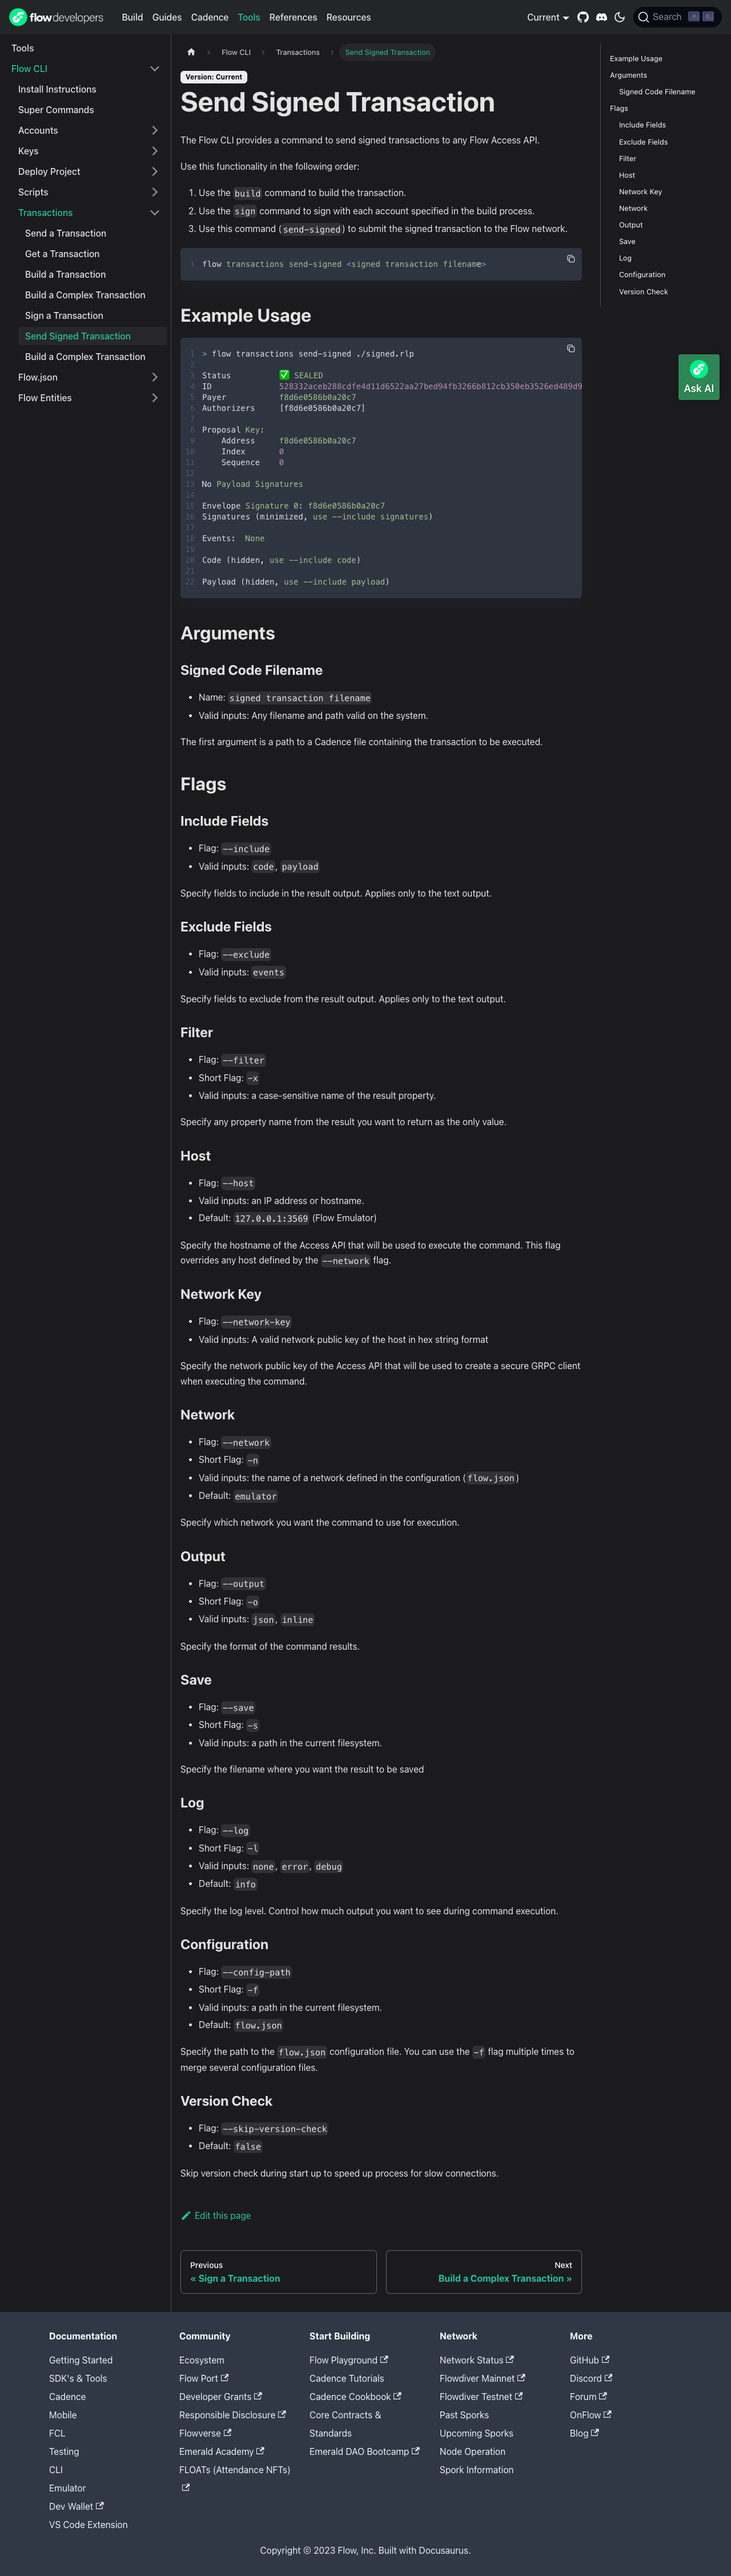 flow developers
Build Guides Cadence Tools References Resources
Current
Search
Tools
Flow CLI
Install Instructions
Super Commands
Accounts
Keys
Deploy Project
Scripts
Transactions
Send a Transaction
Get a Transaction
Build a Transaction
Build a Complex Transaction
Sign a Transaction
Send Signed Transaction
Build a Complex Transaction
Flow.json
Flow Entities
Flow CLI Transactions Send Signed Transaction
Version: Current
Send Signed Transaction
The Flow CLI provides a command to send signed transactions to any Flow Access API.
Use this functionality in the following order:
1. Use the build command to build the transaction.
2. Use the sign command to sign with each account specified in the build process.
3. Use this command (send-signed) to submit the signed transaction to the Flow network.
1 flow transactions send-signed <signed transaction filename>
Example Usage
1 > flow transactions send-signed ./signed.rlp
2
3 Status ✅ SEALED
4 ID 528332aceb288cdfe4d11d6522aa27bed94fb3266b812cb350eb3526ed489d9
5 Payer f8d6e0586b0a20c7
6 Authorizers [f8d6e0586b0a20c7]
7
8 Proposal Key:
9 Address f8d6e0586b0a20c7
10 Index 0
11 Sequence 0
12
13 No Payload Signatures
14
15 Envelope Signature 0: f8d6e0586b0a20c7
16 Signatures (minimized, use --include signatures)
17
18 Events: None
19
20 Code (hidden, use --include code)
21
22 Payload (hidden, use --include payload)
Arguments
Signed Code Filename
• Name: signed transaction filename
• Valid inputs: Any filename and path valid on the system.
The first argument is a path to a Cadence file containing the transaction to be executed.
Flags
Include Fields
• Flag: --include
• Valid inputs: code, payload
Specify fields to include in the result output. Applies only to the text output.
Exclude Fields
• Flag: --exclude
• Valid inputs: events
Specify fields to exclude from the result output. Applies only to the text output.
Filter
• Flag: --filter
• Short Flag: -x
• Valid inputs: a case-sensitive name of the result property.
Specify any property name from the result you want to return as the only value.
Host
• Flag: --host
• Valid inputs: an IP address or hostname.
• Default: 127.0.0.1:3569 (Flow Emulator)
Specify the hostname of the Access API that will be used to execute the command. This flag
overrides any host defined by the --network flag.
Network Key
• Flag: --network-key
• Valid inputs: A valid network public key of the host in hex string format
Specify the network public key of the Access API that will be used to create a secure GRPC client
when executing the command.
Network
• Flag: --network
• Short Flag: -n
• Valid inputs: the name of a network defined in the configuration (flow.json)
• Default: emulator
Specify which network you want the command to use for execution.
Output
• Flag: --output
• Short Flag: -o
• Valid inputs: json, inline
Specify the format of the command results.
Save
• Flag: --save
• Short Flag: -s
• Valid inputs: a path in the current filesystem.
Specify the filename where you want the result to be saved
Log
• Flag: --log
• Short Flag: -l
• Valid inputs: none, error, debug
• Default: info
Specify the log level. Control how much output you want to see during command execution.
Configuration
• Flag: --config-path
• Short Flag: -f
• Valid inputs: a path in the current filesystem.
• Default: flow.json
Specify the path to the flow.json configuration file. You can use the -f flag multiple times to
merge several configuration files.
Version Check
• Flag: --skip-version-check
• Default: false
Skip version check during start up to speed up process for slow connections.
Edit this page
Previous
« Sign a Transaction
Next
Build a Complex Transaction »
Example Usage
Arguments
Signed Code Filename
Flags
Include Fields
Exclude Fields
Filter
Host
Network Key
Network
Output
Save
Log
Configuration
Version Check
Ask AI
Documentation
Getting Started
SDK's & Tools
Cadence
Mobile
FCL
Testing
CLI
Emulator
Dev Wallet
VS Code Extension
Community
Ecosystem
Flow Port
Developer Grants
Responsible Disclosure
Flowverse
Emerald Academy
FLOATs (Attendance NFTs)
Start Building
Flow Playground
Cadence Tutorials
Cadence Cookbook
Core Contracts &
Standards
Emerald DAO Bootcamp
Network
Network Status
Flowdiver Mainnet
Flowdiver Testnet
Past Sporks
Upcoming Sporks
Node Operation
Spork Information
More
GitHub
Discord
Forum
OnFlow
Blog
Copyright © 2023 Flow, Inc. Built with Docusaurus.